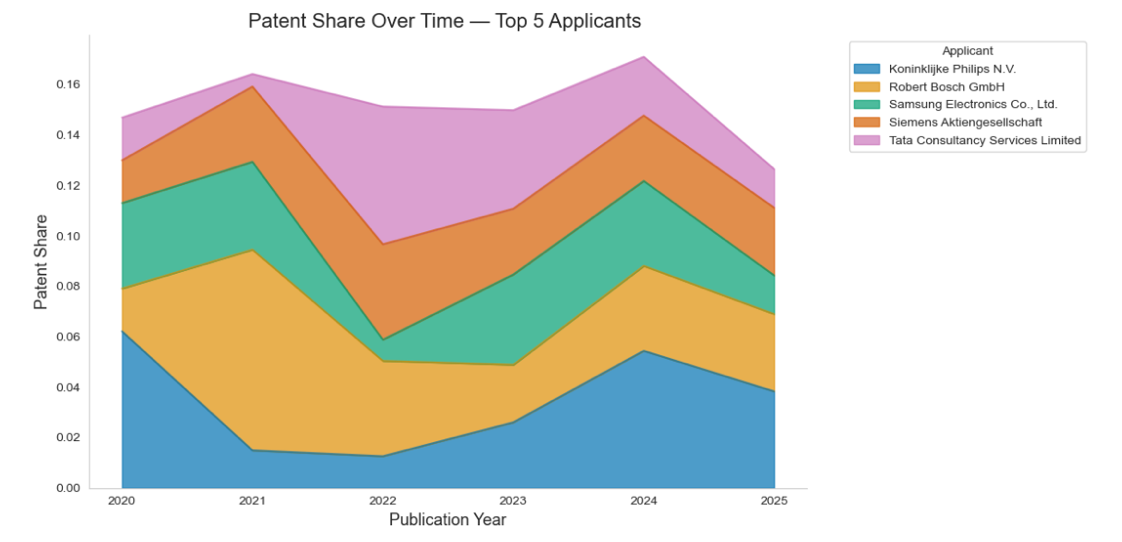 Patent Share Over Time — Top 5 Applicants
Applicant
Koninklijke Philips N.V.
Robert Bosch GmbH
Samsung Electronics Co., Ltd.
Siemens Aktiengesellschaft
Tata Consultancy Services Limited
Patent Share
0.16
0.14
0.12
0.10
0.08
0.06
0.04
0.02
0.00
2020 2021 2022 2023 2024 2025
Publication Year